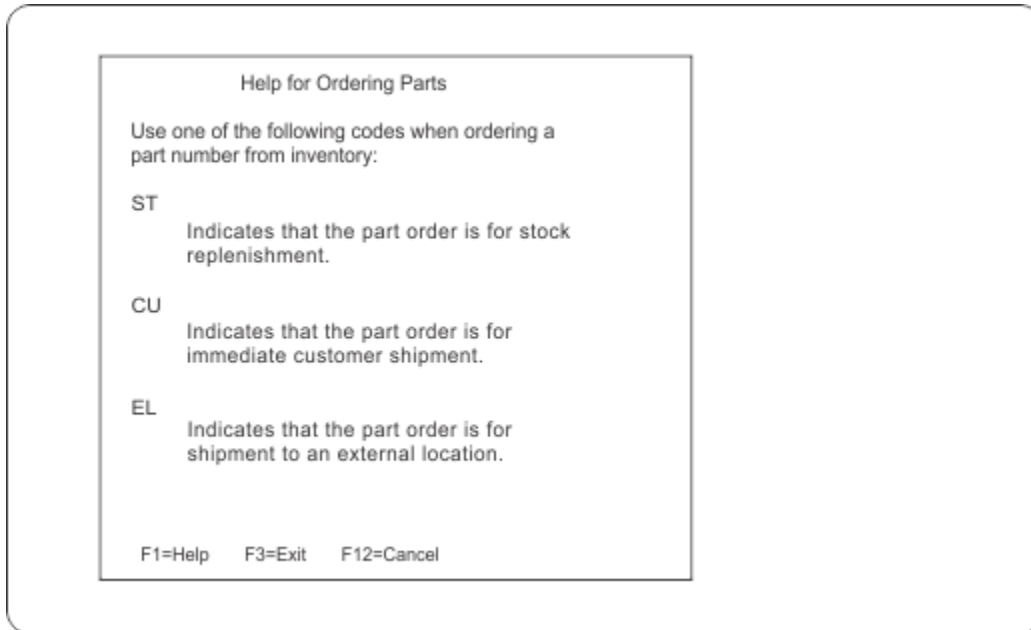 Help for Ordering Parts
Use one of the following codes when ordering a
part number from inventory:
ST
Indicates that the part order is for stock
replenishment.
CU
Indicates that the part order is for
immediate customer shipment.
EL
Indicates that the part order is for
shipment to an external location.
F1=Help F3=Exit F12=Cancel